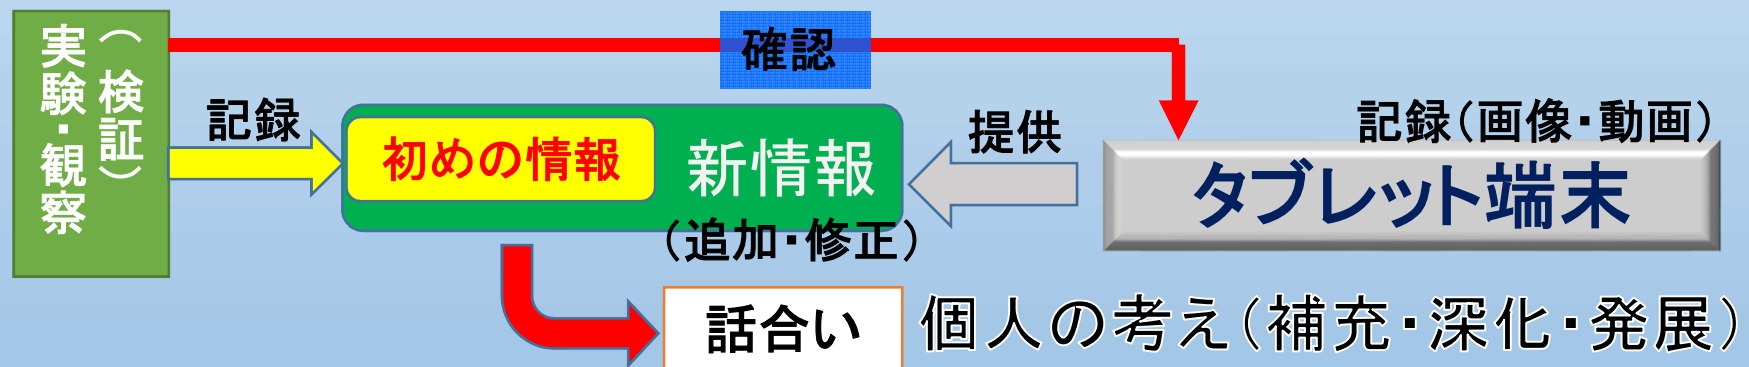 実験・観察
（検証）
確認
記録
初めの情報
新情報
（追加・修正）
提供
記録（画像・動画）
タブレット端末
話合い
個人の考え（補充・深化・発展）